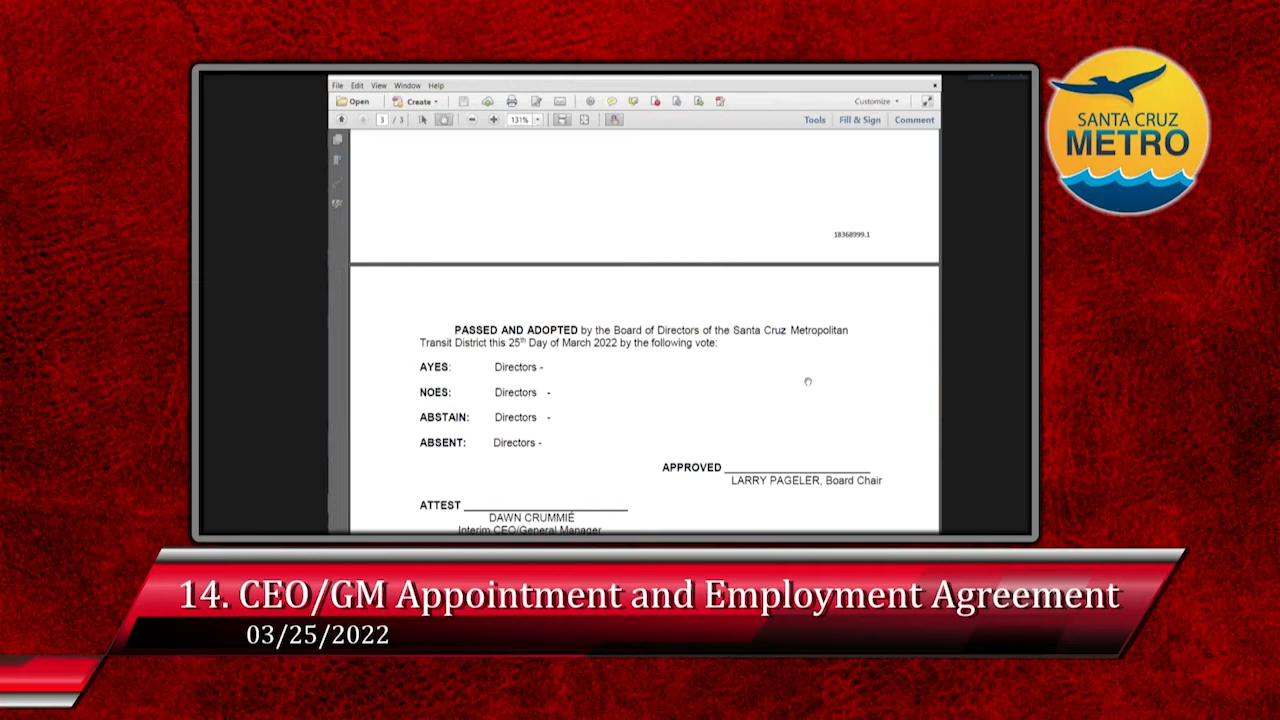 File Edit View Window Help
Open Create Customize
3 / 3 131% Tools Fill & Sign Comment
SANTA CRUZ
METRO
18368999.1
PASSED AND ADOPTED by the Board of Directors of the Santa Cruz Metropolitan
Transit District this 25th Day of March 2022 by the following vote:
AYES: Directors -
NOES: Directors -
ABSTAIN: Directors -
ABSENT: Directors -
APPROVED
LARRY PAGELER, Board Chair
ATTEST
DAWN CRUMMIÉ
Interim CEO/General Manager
14. CEO/GM Appointment and Employment Agreement
03/25/2022